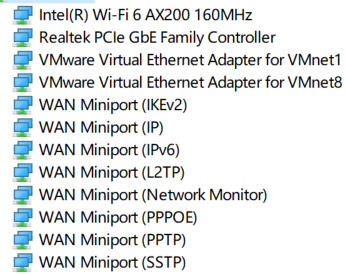 Intel(R) Wi-Fi 6 AX200 160MHz
Realtek PCIe GbE Family Controller
VMware Virtual Ethernet Adapter for VMnet1
VMware Virtual Ethernet Adapter for VMnet8
WAN Miniport (IKEv2)
WAN Miniport (IP)
WAN Miniport (IPv6)
WAN Miniport (L2TP)
WAN Miniport (Network Monitor)
WAN Miniport (PPPOE)
WAN Miniport (PPTP)
WAN Miniport (SSTP)